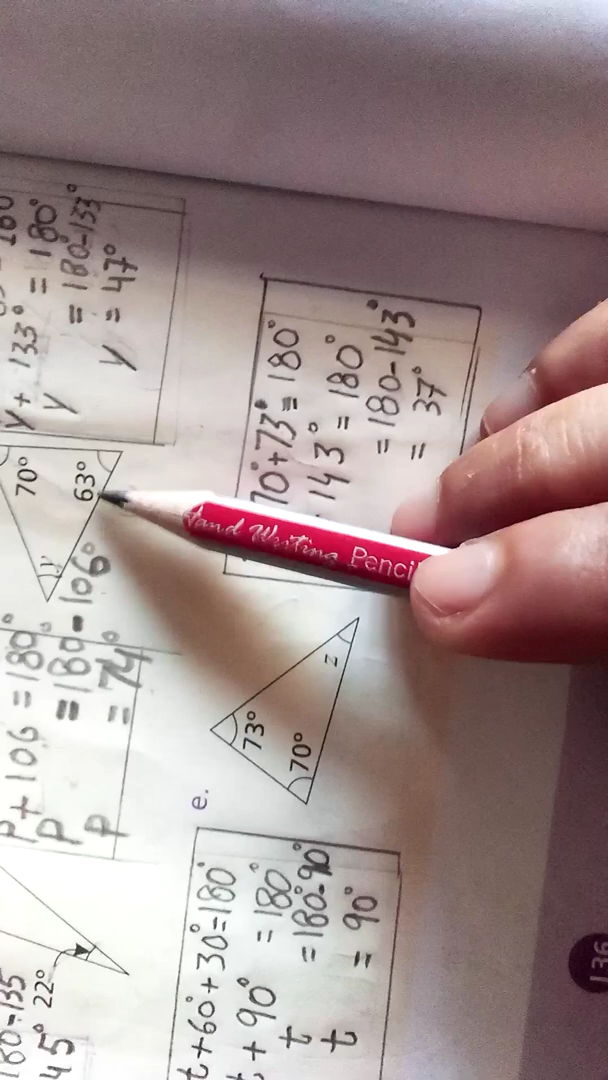 180-135
45°
22°
P + 106 = 180°
P = 180 - 106°
P = 74°
70°
63°
y
y + 133° = 180°
y = 180-133°
y = 47°
t + 60° + 30° = 180°
+ 90° = 180°
t = 180°-90°
t = 90°
e.
73°
70°
z
70° + 73° = 180°
143° = 180°
= 180-143°
= 37°
and Writing Pencil
136